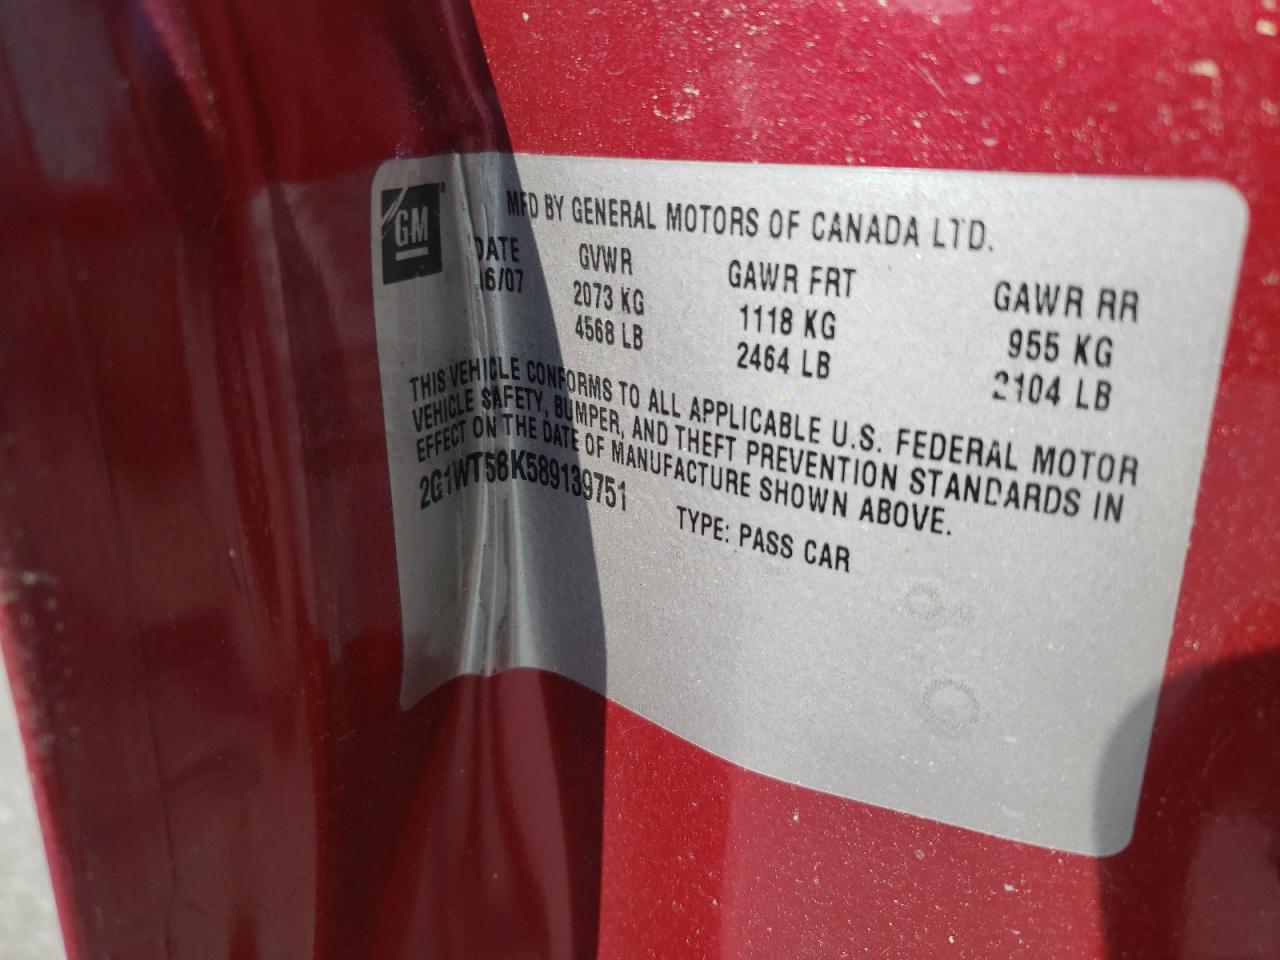 GM
MFD BY GENERAL MOTORS OF CANADA LTD.
DATE GVWR GAWR FRT GAWR RR
06/07 2073 KG 1118 KG 955 KG
4568 LB 2464 LB 2104 LB
THIS VEHICLE CONFORMS TO ALL APPLICABLE U.S. FEDERAL MOTOR
VEHICLE SAFETY, BUMPER, AND THEFT PREVENTION STANDARDS IN
EFFECT ON THE DATE OF MANUFACTURE SHOWN ABOVE.
2G1WT58K589139751 TYPE: PASS CAR